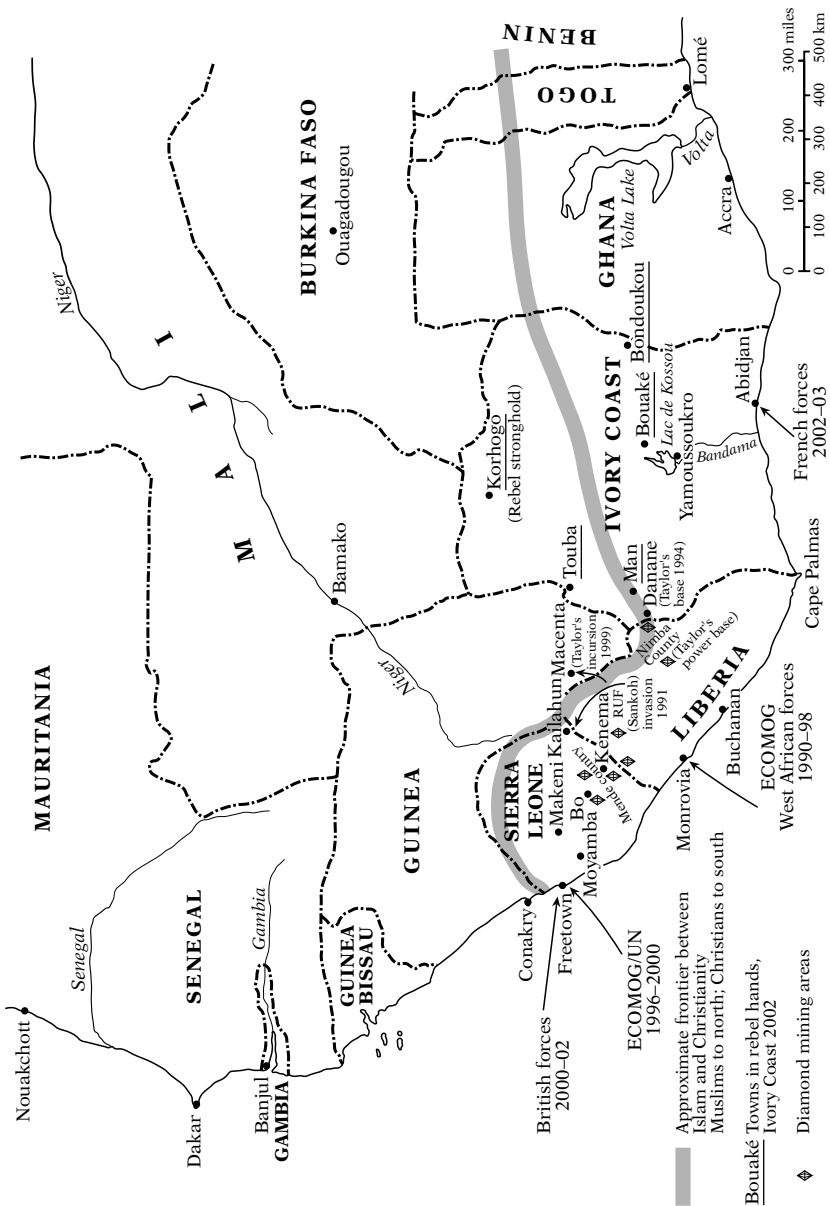 MAURITANIA
Nouakchott
Senegal
Dakar
SENEGAL
Banjul
GAMBIA
Gambia
GUINEA
BISSAU
GUINEA
MALI
Niger
Bamako
Niger
BURKINA FASO
Ouagadougou
BENIN
TOGO
Lomé
GHANA
Volta Lake
Volta
Accra
Korhogo
(Rebel stronghold)
IVORY COAST
Bondoukou
Bouaké
Lac de Kossou
Yamoussoukro
Bandama
Abidjan
French forces
2002–03
Touba
Man
Danane
(Taylor's
base 1994)
Nimba
County
(Taylor's
power base)
Macenta
(Taylor's
incursion
1999)
Kailahun
Kenema
RUF
(Sankoh)
invasion
1991
SIERRA
LEONE
Makeni
Bo
Mende country
Moyamba
Conakry
Freetown
LIBERIA
Monrovia
Buchanan
Cape Palmas
ECOMOG
West African forces
1990–98
ECOMOG/UN
1996–2000
British forces
2000–02
0 100 200 300 miles
0 100 200 300 400 500 km
Approximate frontier between
Islam and Christianity
Muslims to north; Christians to south
Bouaké Towns in rebel hands,
Ivory Coast 2002
Diamond mining areas